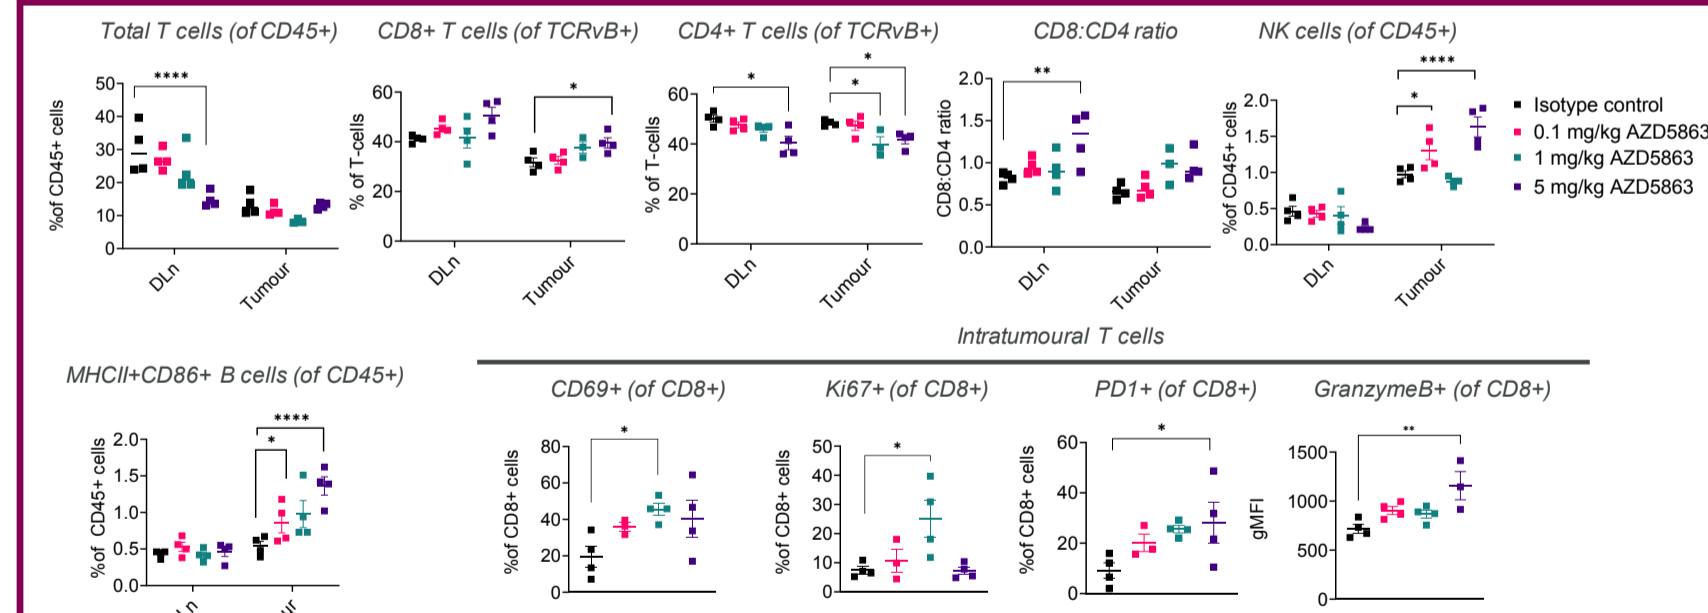 Total T cells (of CD45+)
CD8+ T cells (of TCRvB+)
CD4+ T cells (of TCRvB+)
CD8:CD4 ratio
NK cells (of CD45+)
%of CD45+ cells
50
40
30
20
10
0
****
DLn
Tumour
% of T-cells
60
40
20
0
*
DLn
Tumour
% of T-cells
60
40
20
0
*
*
*
DLn
Tumour
CD8:CD4 ratio
2.0
1.5
1.0
0.5
0.0
**
DLn
Tumour
%of CD45+ cells
2.0
1.5
1.0
0.5
0.0
****
*
DLn
Tumour
Isotype control
0.1 mg/kg AZD5863
1 mg/kg AZD5863
5 mg/kg AZD5863
Intratumoural T cells
MHCII+CD86+ B cells (of CD45+)
CD69+ (of CD8+)
Ki67+ (of CD8+)
PD1+ (of CD8+)
GranzymeB+ (of CD8+)
%of CD45+ cells
2.0
1.5
1.0
0.5
0.0
****
*
%of CD8+ cells
80
60
40
20
0
*
%of CD8+ cells
50
40
30
20
10
0
*
%of CD8+ cells
60
40
20
0
*
gMFI
1500
1000
500
0
**